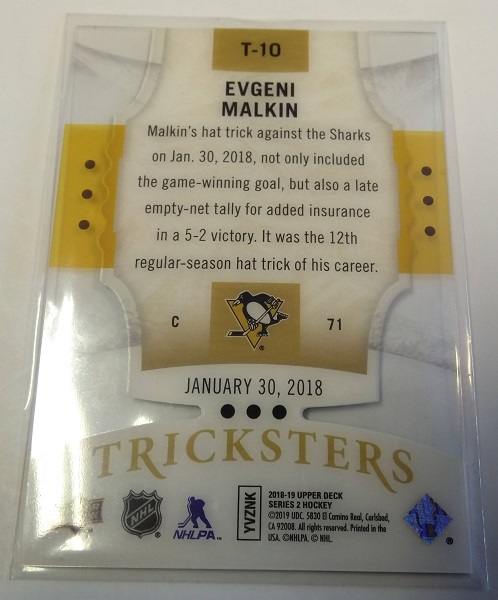 T-10
EVGENI
MALKIN
Malkin's hat trick against the Sharks
on Jan. 30, 2018, not only included
the game-winning goal, but also a late
empty-net tally for added insurance
in a 5-2 victory. It was the 12th
regular-season hat trick of his career.
C
71
®
JANUARY 30, 2018
TRICKSTERS
NHL
NHLPA™
YVZNK
2018-19 UPPER DECK
SERIES 2 HOCKEY
©2019 UDC. 5830 El Camino Real, Carlsbad,
CA 92008. All rights reserved. Printed in the
USA. ©NHLPA. © NHL.
®